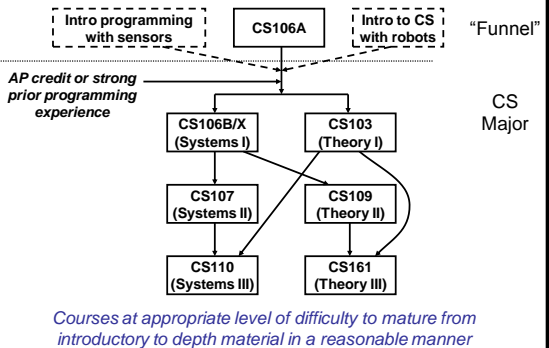 Intro programming
with sensors
CS106A
Intro to CS
with robots
“Funnel”
AP credit or strong
prior programming
experience
CS
Major
CS106B/X
(Systems I)
CS103
(Theory I)
CS107
(Systems II)
CS109
(Theory II)
CS110
(Systems III)
CS161
(Theory III)
Courses at appropriate level of difficulty to mature from
introductory to depth material in a reasonable manner